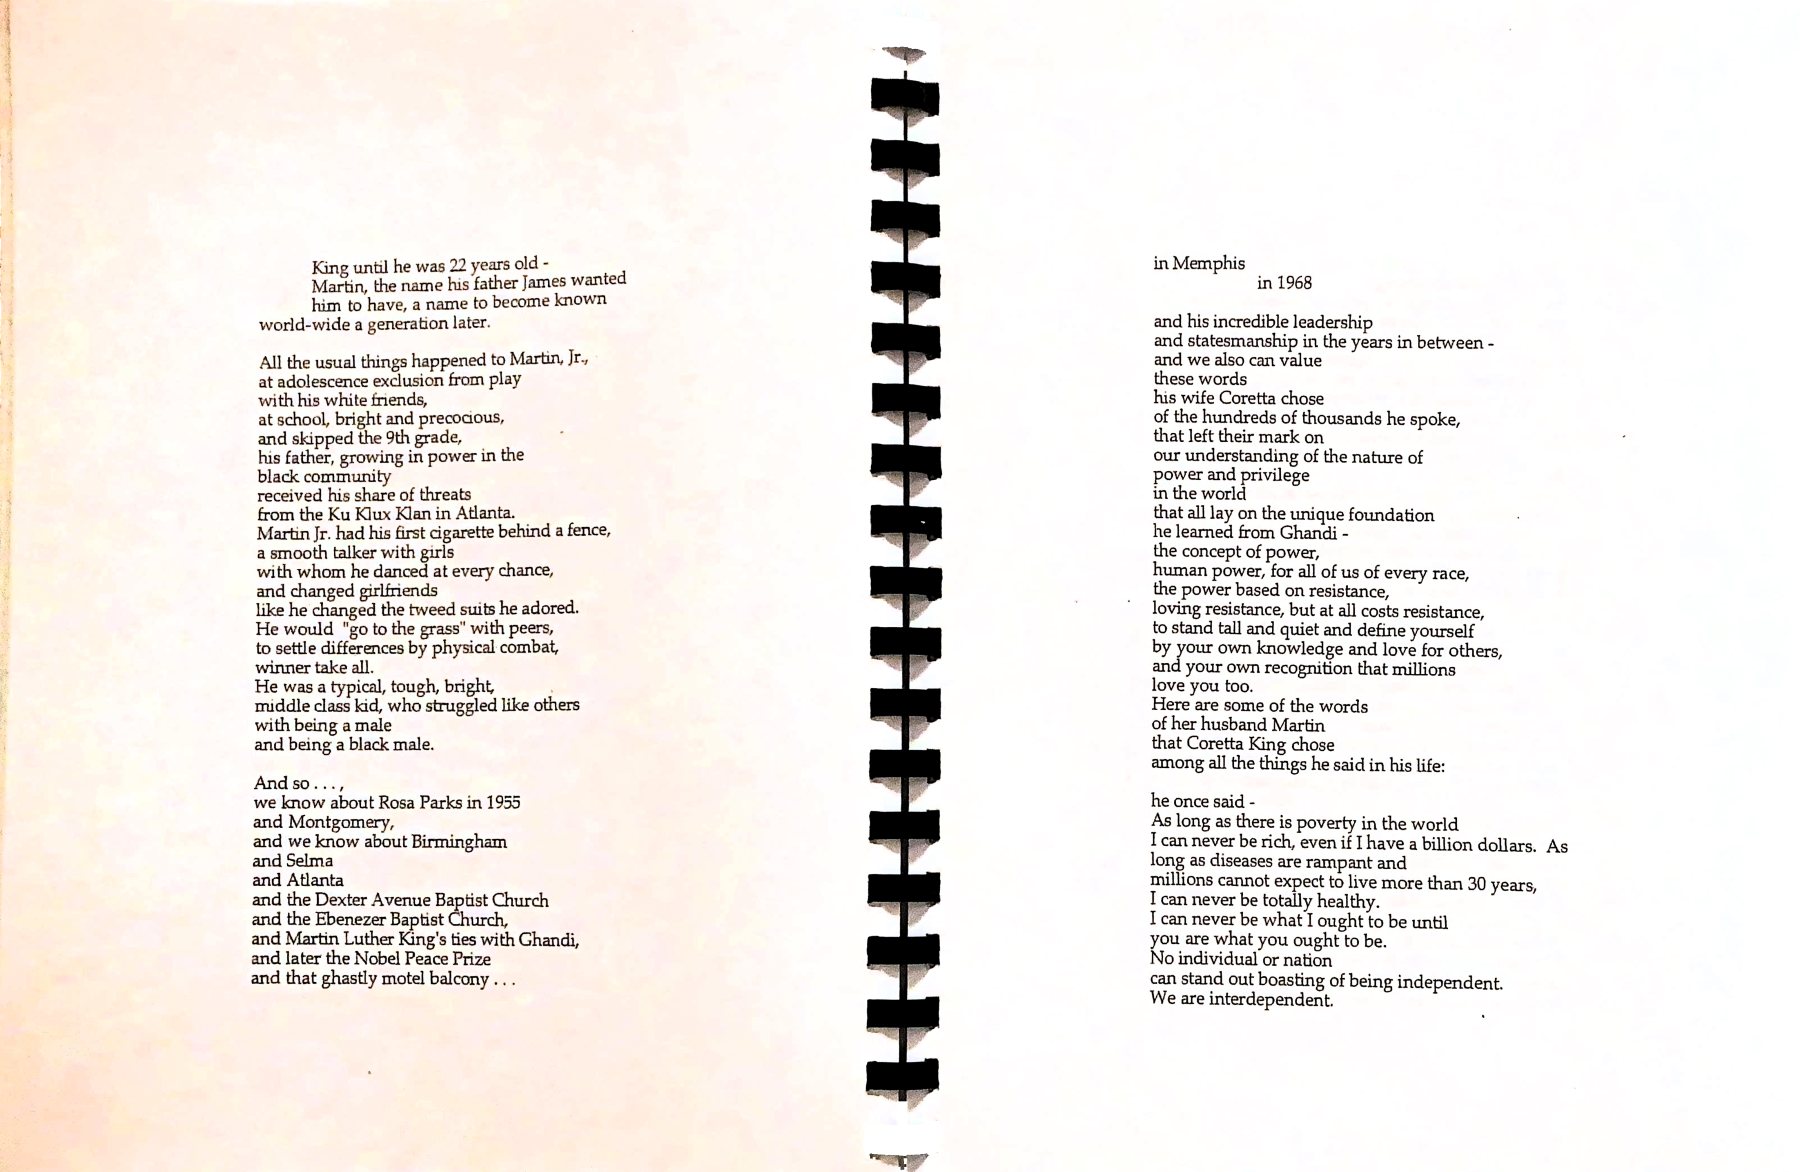 King until he was 22 years old -
Martin, the name his father James wanted
him to have, a name to become known
world-wide a generation later.
All the usual things happened to Martin, Jr.,
at adolescence exclusion from play
with his white friends,
at school, bright and precocious,
and skipped the 9th grade,
his father, growing in power in the
black community
received his share of threats
from the Ku Klux Klan in Atlanta.
Martin Jr. had his first cigarette behind a fence,
a smooth talker with girls
with whom he danced at every chance,
and changed girlfriends
like he changed the tweed suits he adored.
He would "go to the grass" with peers,
to settle differences by physical combat,
winner take all.
He was a typical, tough, bright,
middle class kid, who struggled like others
with being a male
and being a black male.
And so . . . ,
we know about Rosa Parks in 1955
and Montgomery,
and we know about Birmingham
and Selma
and Atlanta
and the Dexter Avenue Baptist Church
and the Ebenezer Baptist Church,
and Martin Luther King's ties with Ghandi,
and later the Nobel Peace Prize
and that ghastly motel balcony . . .
in Memphis
in 1968
and his incredible leadership
and statesmanship in the years in between -
and we also can value
these words
his wife Coretta chose
of the hundreds of thousands he spoke,
that left their mark on
our understanding of the nature of
power and privilege
in the world
that all lay on the unique foundation
he learned from Ghandi -
the concept of power,
human power, for all of us of every race,
the power based on resistance,
loving resistance, but at all costs resistance,
to stand tall and quiet and define yourself
by your own knowledge and love for others,
and your own recognition that millions
love you too.
Here are some of the words
of her husband Martin
that Coretta King chose
among all the things he said in his life:
he once said -
As long as there is poverty in the world
I can never be rich, even if I have a billion dollars. As
long as diseases are rampant and
millions cannot expect to live more than 30 years,
I can never be totally healthy.
I can never be what I ought to be until
you are what you ought to be.
No individual or nation
can stand out boasting of being independent.
We are interdependent.